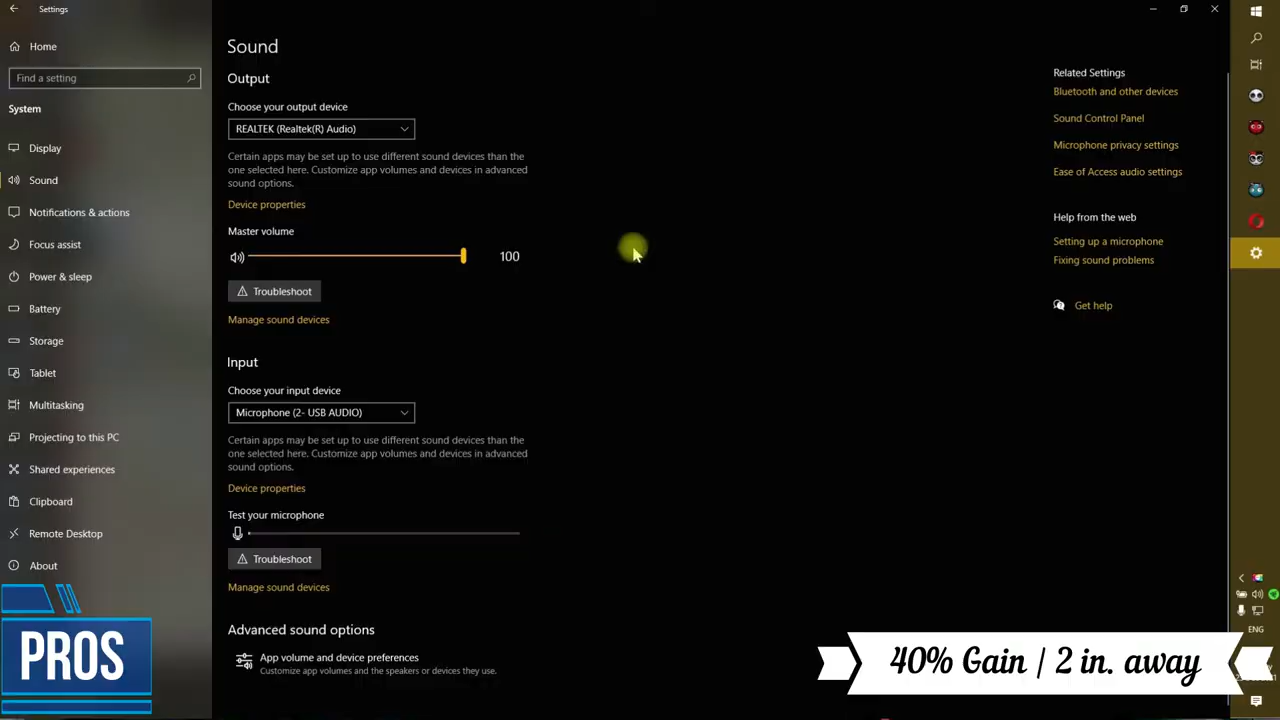 Settings
Home
Find a setting
System
Display
Sound
Notifications & actions
Focus assist
Power & sleep
Battery
Storage
Tablet
Multitasking
Projecting to this PC
Shared experiences
Clipboard
Remote Desktop
About
PROS
Sound
Output
Choose your output device
REALTEK (Realtek(R) Audio)
Certain apps may be set up to use different sound devices than the
one selected here. Customize app volumes and devices in advanced
sound options.
Device properties
Master volume
100
Troubleshoot
Manage sound devices
Input
Choose your input device
Microphone (2- USB AUDIO)
Certain apps may be set up to use different sound devices than the
one selected here. Customize app volumes and devices in advanced
sound options.
Device properties
Test your microphone
Troubleshoot
Manage sound devices
Advanced sound options
App volume and device preferences
Customize app volumes and the speakers or devices they use.
Related Settings
Bluetooth and other devices
Sound Control Panel
Microphone privacy settings
Ease of Access audio settings
Help from the web
Setting up a microphone
Fixing sound problems
Get help
ENG
40% Gain / 2 in. away